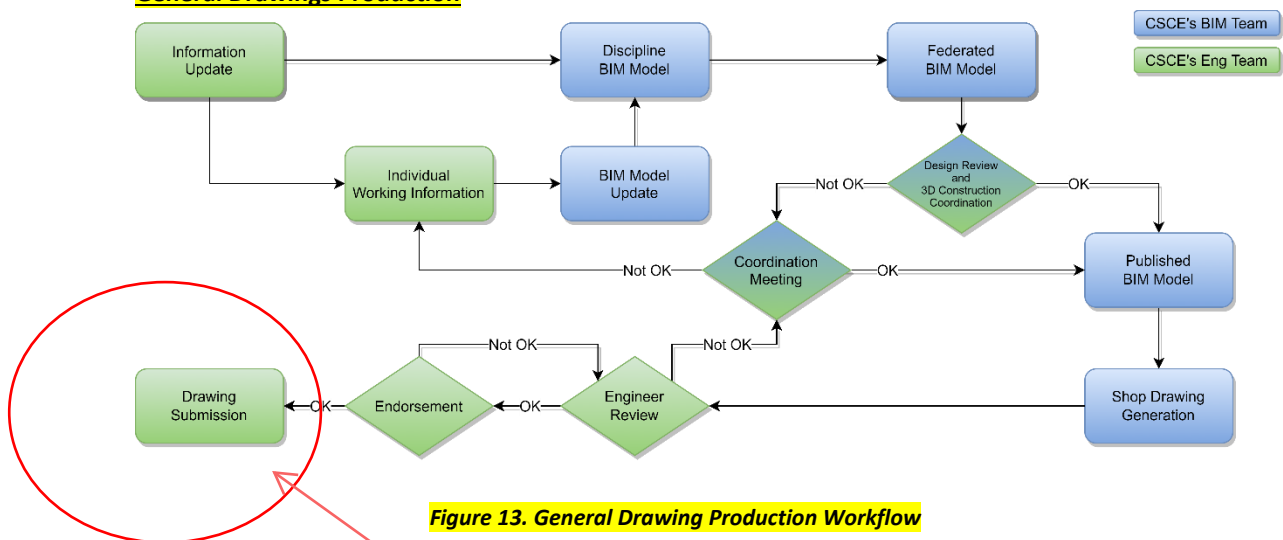 General Drawings Production
CSCE's BIM Team
CSCE's Eng Team
Information
Update
Discipline
BIM Model
Federated
BIM Model
Individual
Working Information
BIM Model
Update
Design Review
and
3D Construction
Coordination
Not OK
OK
Coordination
Meeting
Not OK
OK
Published
BIM Model
Not OK
Not OK
Drawing
Submission
OK
Endorsement
OK
Engineer
Review
Shop Drawing
Generation
Figure 13. General Drawing Production Workflow